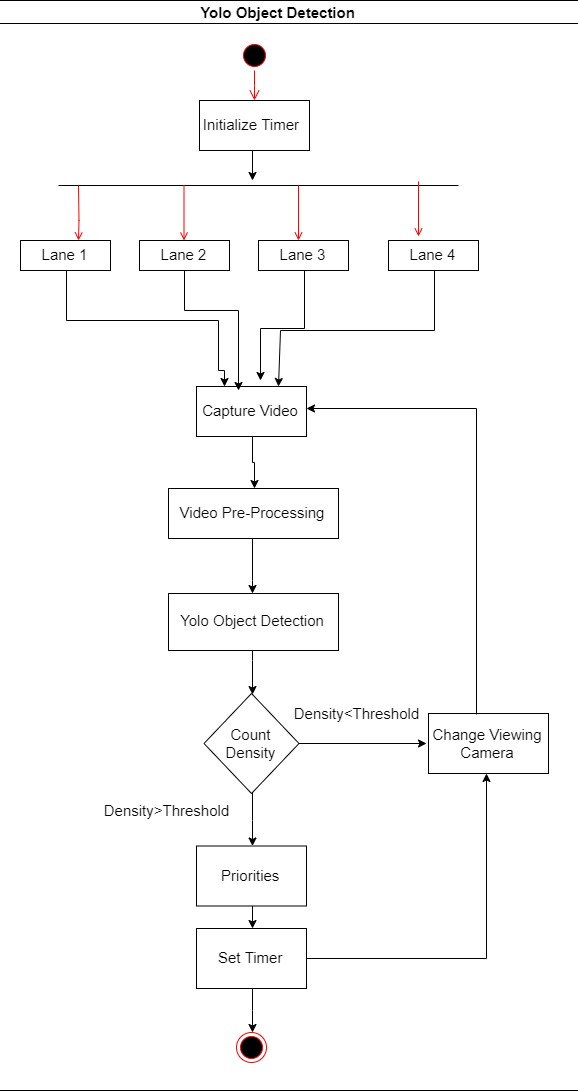 Yolo Object Detection
Initialize Timer
Lane 1
Lane 2
Lane 3
Lane 4
Capture Video
Video Pre-Processing
Yolo Object Detection
Density<Threshold
Count
Density
Change Viewing
Camera
Density>Threshold
Priorities
Set Timer